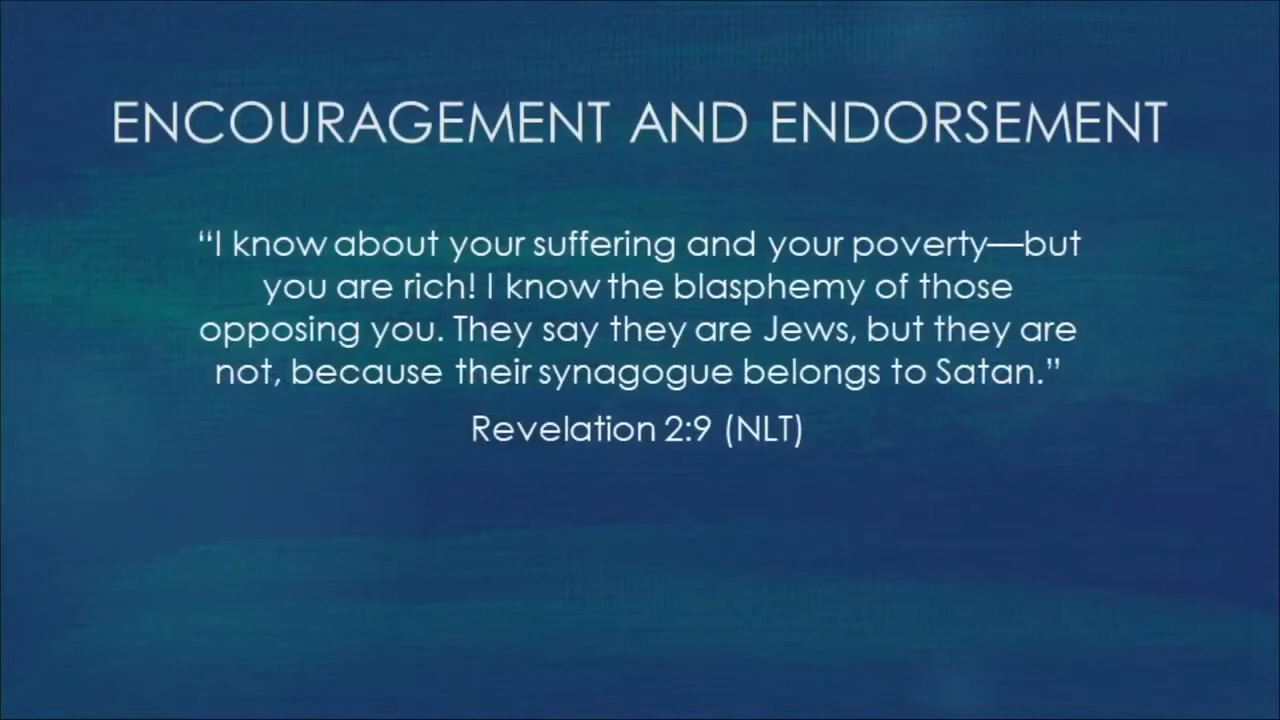 ENCOURAGEMENT AND ENDORSEMENT
“I know about your suffering and your poverty—but
you are rich! I know the blasphemy of those
opposing you. They say they are Jews, but they are
not, because their synagogue belongs to Satan.”
Revelation 2:9 (NLT)